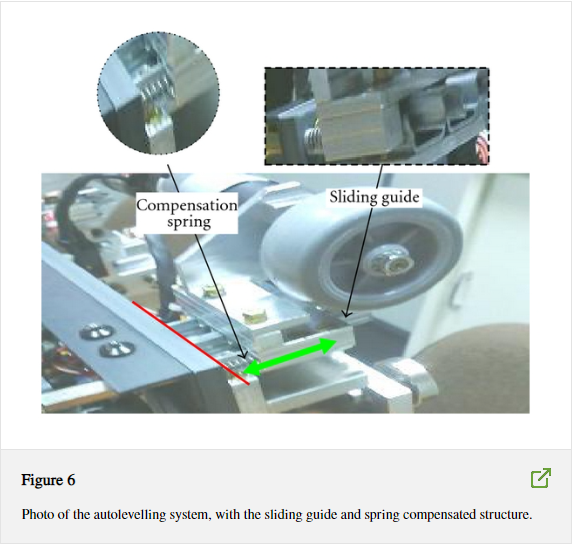 Compensation
spring
Sliding guide
Figure 6
Photo of the autolevelling system, with the sliding guide and spring compensated structure.